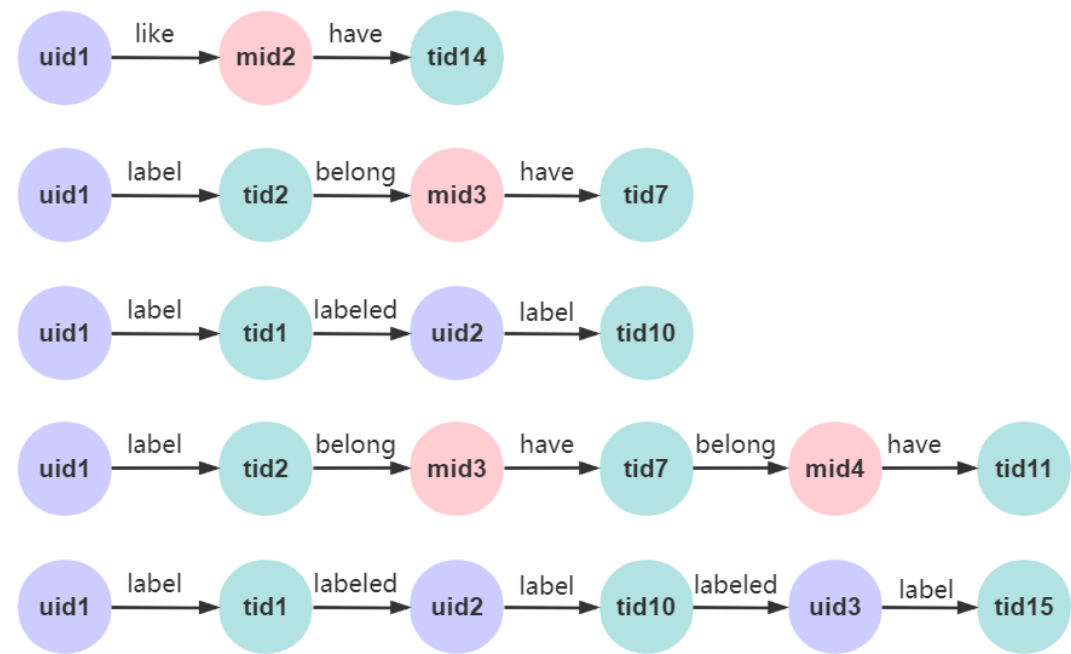 like have
uid1 mid2 tid14
label belong have
uid1 tid2 mid3 tid7
label labeled label
uid1 tid1 uid2 tid10
label belong have belong have
uid1 tid2 mid3 tid7 mid4 tid11
label labeled label labeled label
uid1 tid1 uid2 tid10 uid3 tid15